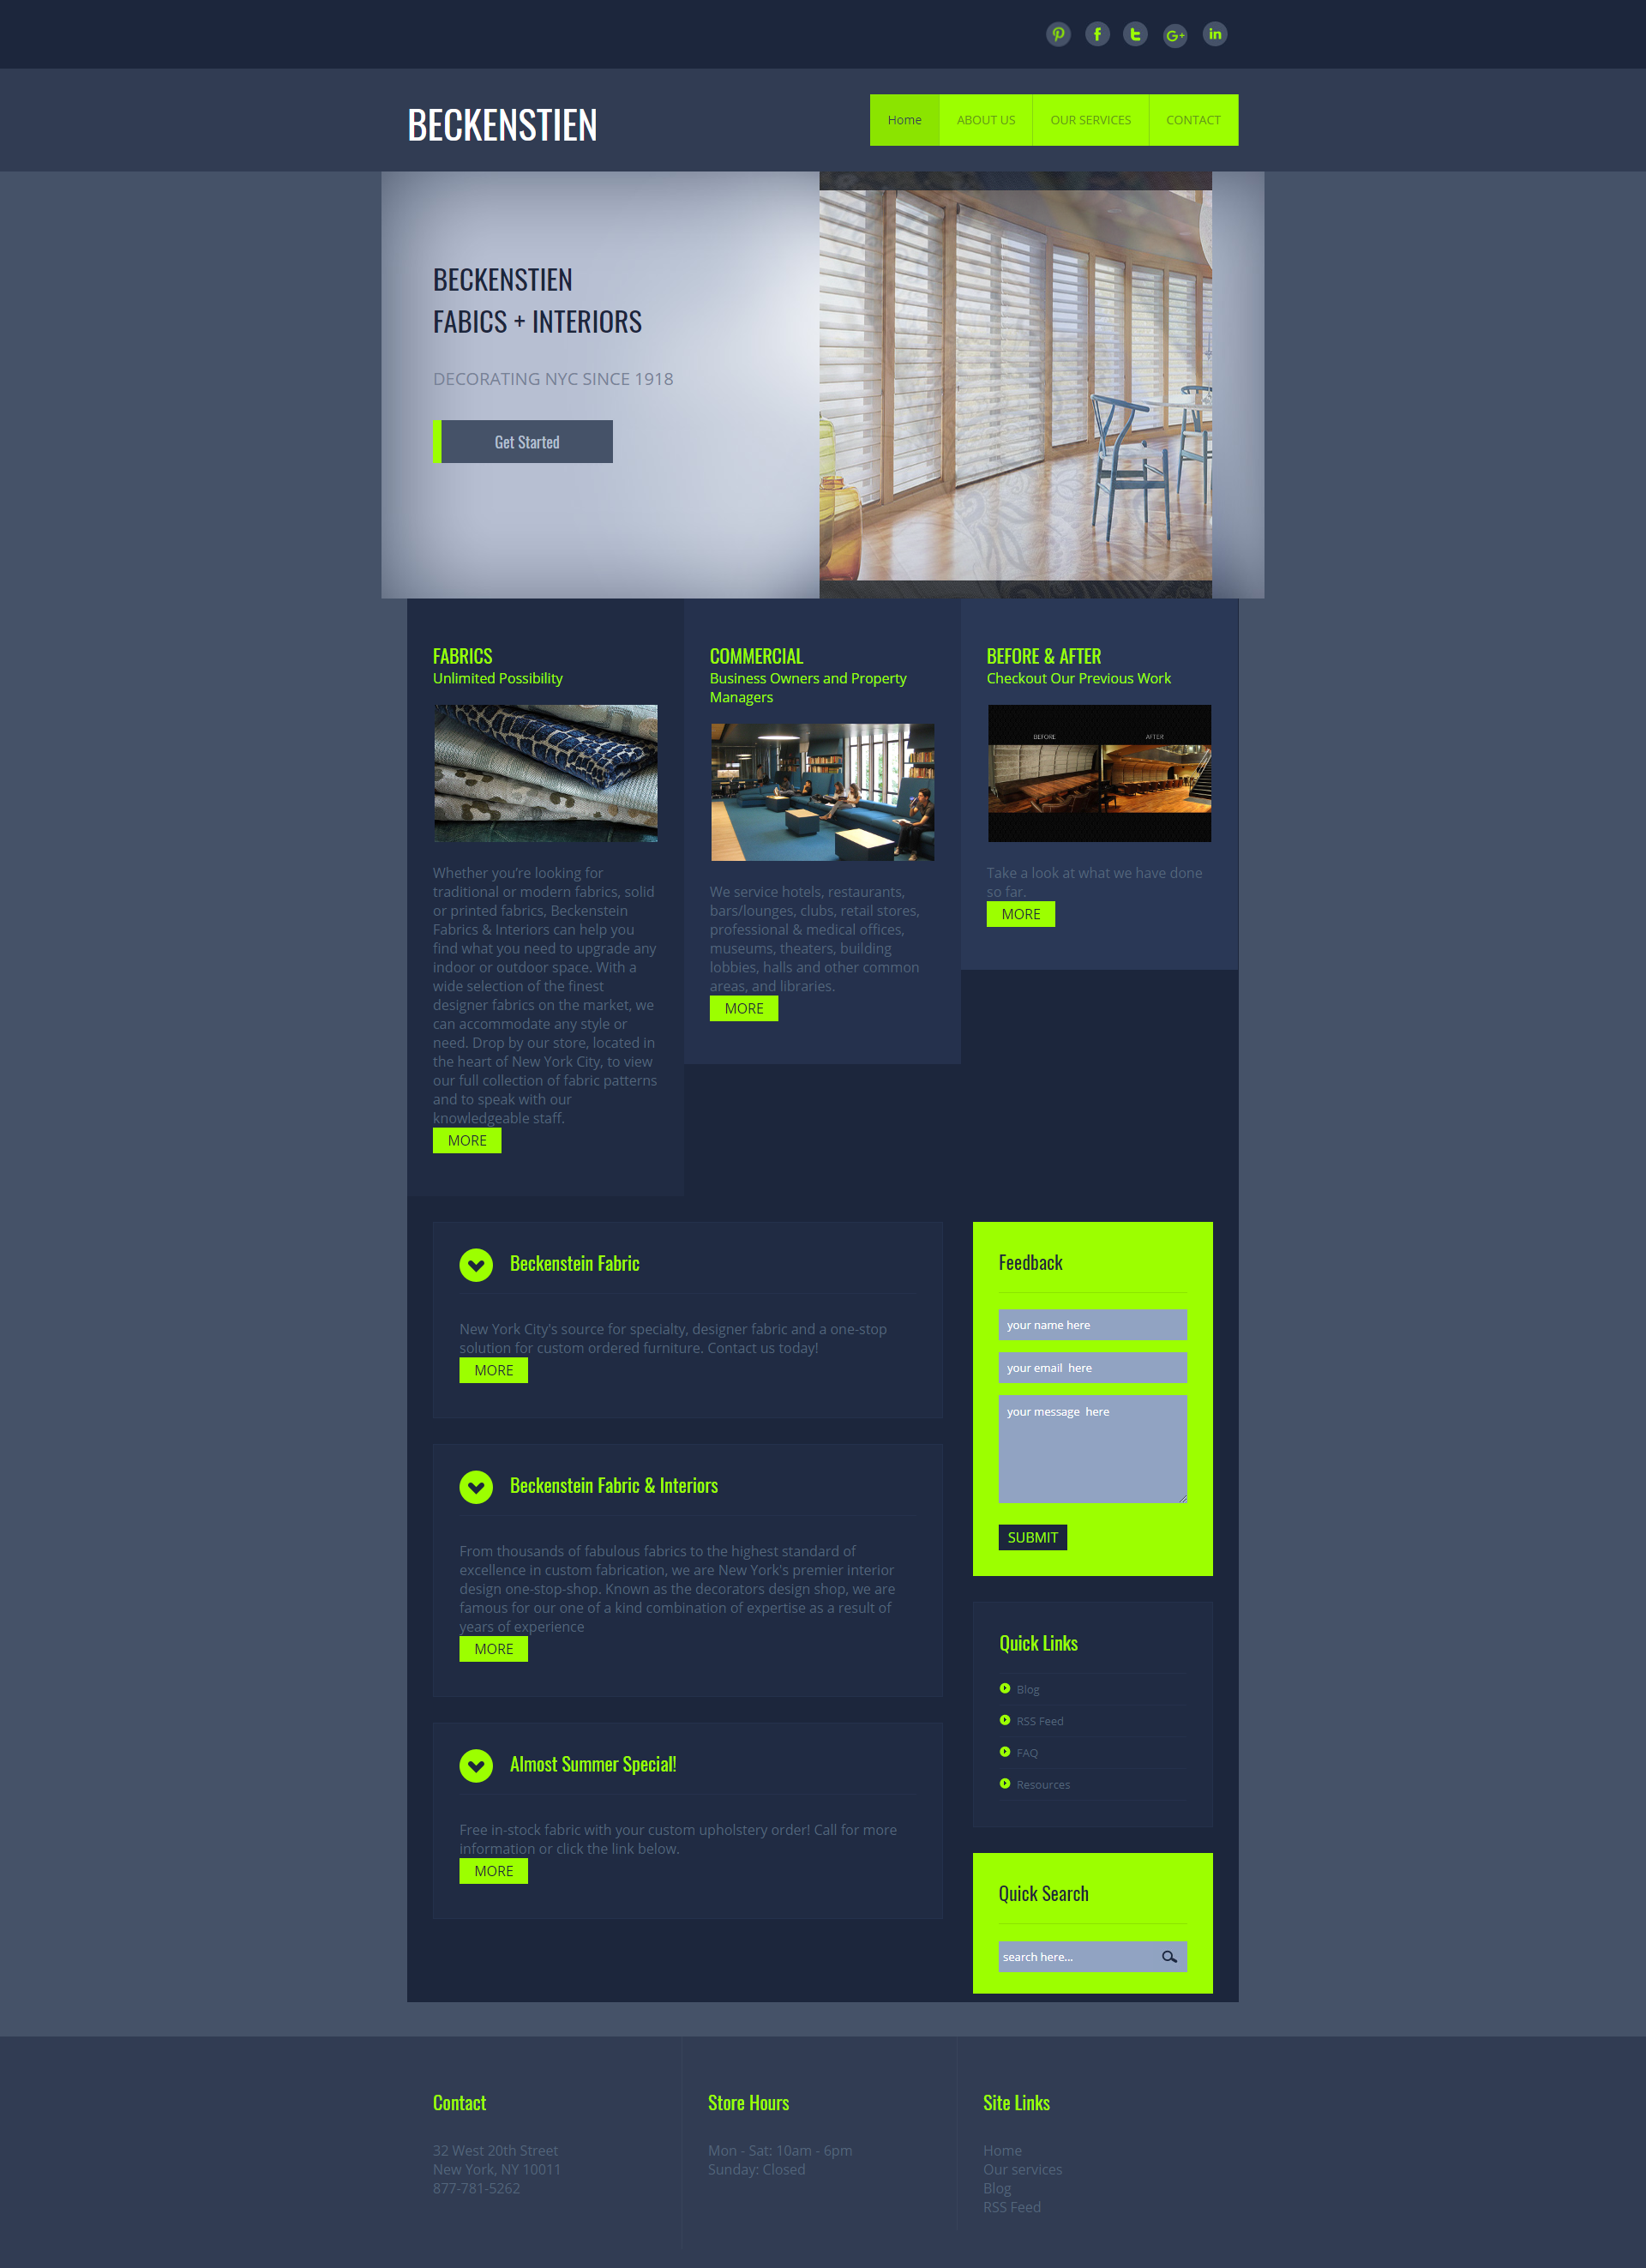 BECKENSTIEN
Home
ABOUT US
OUR SERVICES
CONTACT
BECKENSTIEN
FABICS + INTERIORS
DECORATING NYC SINCE 1918
Get Started
FABRICS
Unlimited Possibility
Whether you're looking for
traditional or modern fabrics, solid
or printed fabrics, Beckenstein
Fabrics & Interiors can help you
find what you need to upgrade any
indoor or outdoor space. With a
wide selection of the finest
designer fabrics on the market, we
can accommodate any style or
need. Drop by our store, located in
the heart of New York City, to view
our full collection of fabric patterns
and to speak with our
knowledgeable staff.
MORE
COMMERCIAL
Business Owners and Property
Managers
We service hotels, restaurants,
bars/lounges, clubs, retail stores,
professional & medical offices,
museums, theaters, building
lobbies, halls and other common
areas, and libraries.
MORE
BEFORE & AFTER
Checkout Our Previous Work
BEFORE
AFTER
Take a look at what we have done
so far.
MORE
Beckenstein Fabric
New York City's source for specialty, designer fabric and a one-stop
solution for custom ordered furniture. Contact us today!
MORE
Beckenstein Fabric & Interiors
From thousands of fabulous fabrics to the highest standard of
excellence in custom fabrication, we are New York's premier interior
design one-stop-shop. Known as the decorators design shop, we are
famous for our one of a kind combination of expertise as a result of
years of experience
MORE
Almost Summer Special!
Free in-stock fabric with your custom upholstery order! Call for more
information or click the link below.
MORE
Feedback
your name here
your email  here
your message  here
SUBMIT
Quick Links
Blog
RSS Feed
FAQ
Resources
Quick Search
search here...
Contact
32 West 20th Street
New York, NY 10011
877-781-5262
Store Hours
Mon - Sat: 10am - 6pm
Sunday: Closed
Site Links
Home
Our services
Blog
RSS Feed